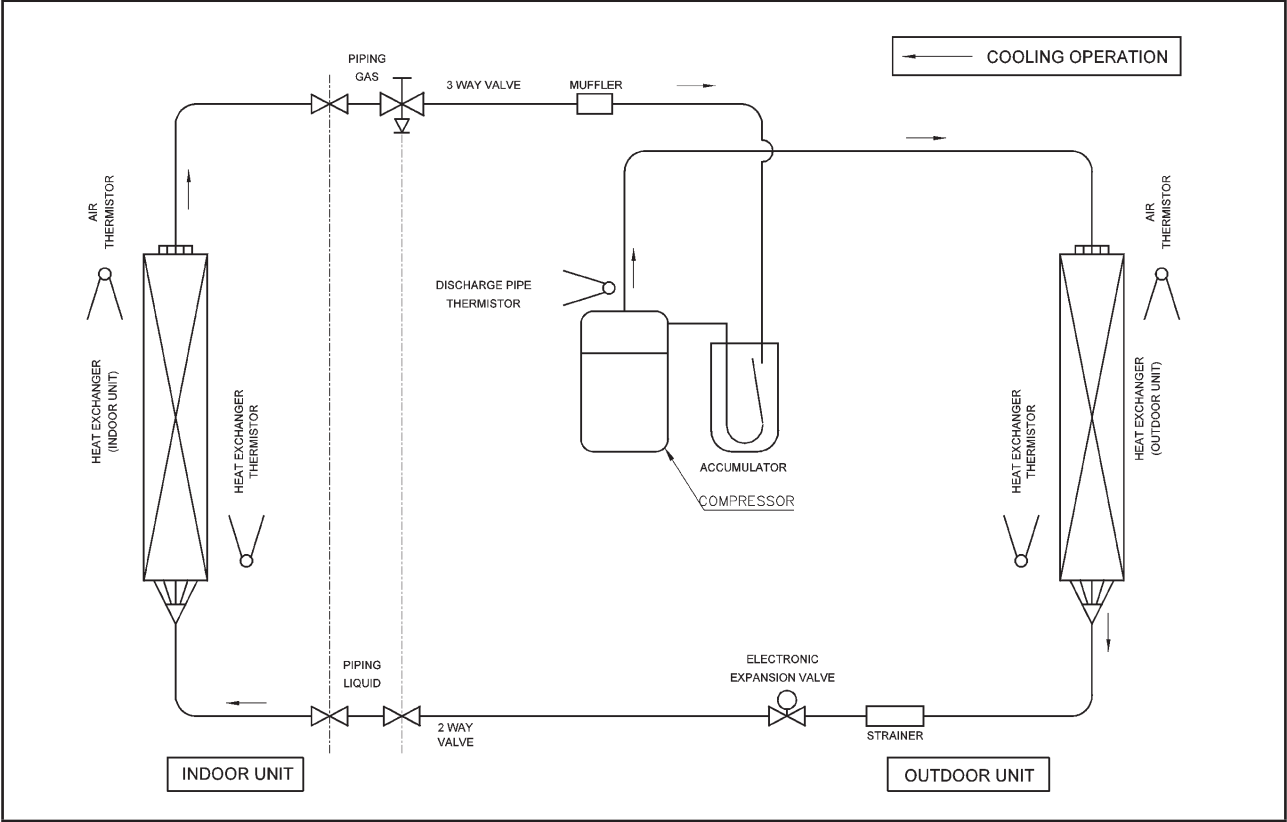 COOLING OPERATION
PIPING
GAS
3 WAY VALVE
MUFFLER
AIR
THERMISTOR
AIR
THERMISTOR
DISCHARGE PIPE
THERMISTOR
HEAT EXCHANGER
(INDOOR UNIT)
HEAT EXCHANGER
THERMISTOR
ACCUMULATOR
COMPRESSOR
HEAT EXCHANGER
THERMISTOR
HEAT EXCHANGER
(OUTDOOR UNIT)
PIPING
LIQUID
2 WAY
VALVE
ELECTRONIC
EXPANSION VALVE
STRAINER
INDOOR UNIT
OUTDOOR UNIT